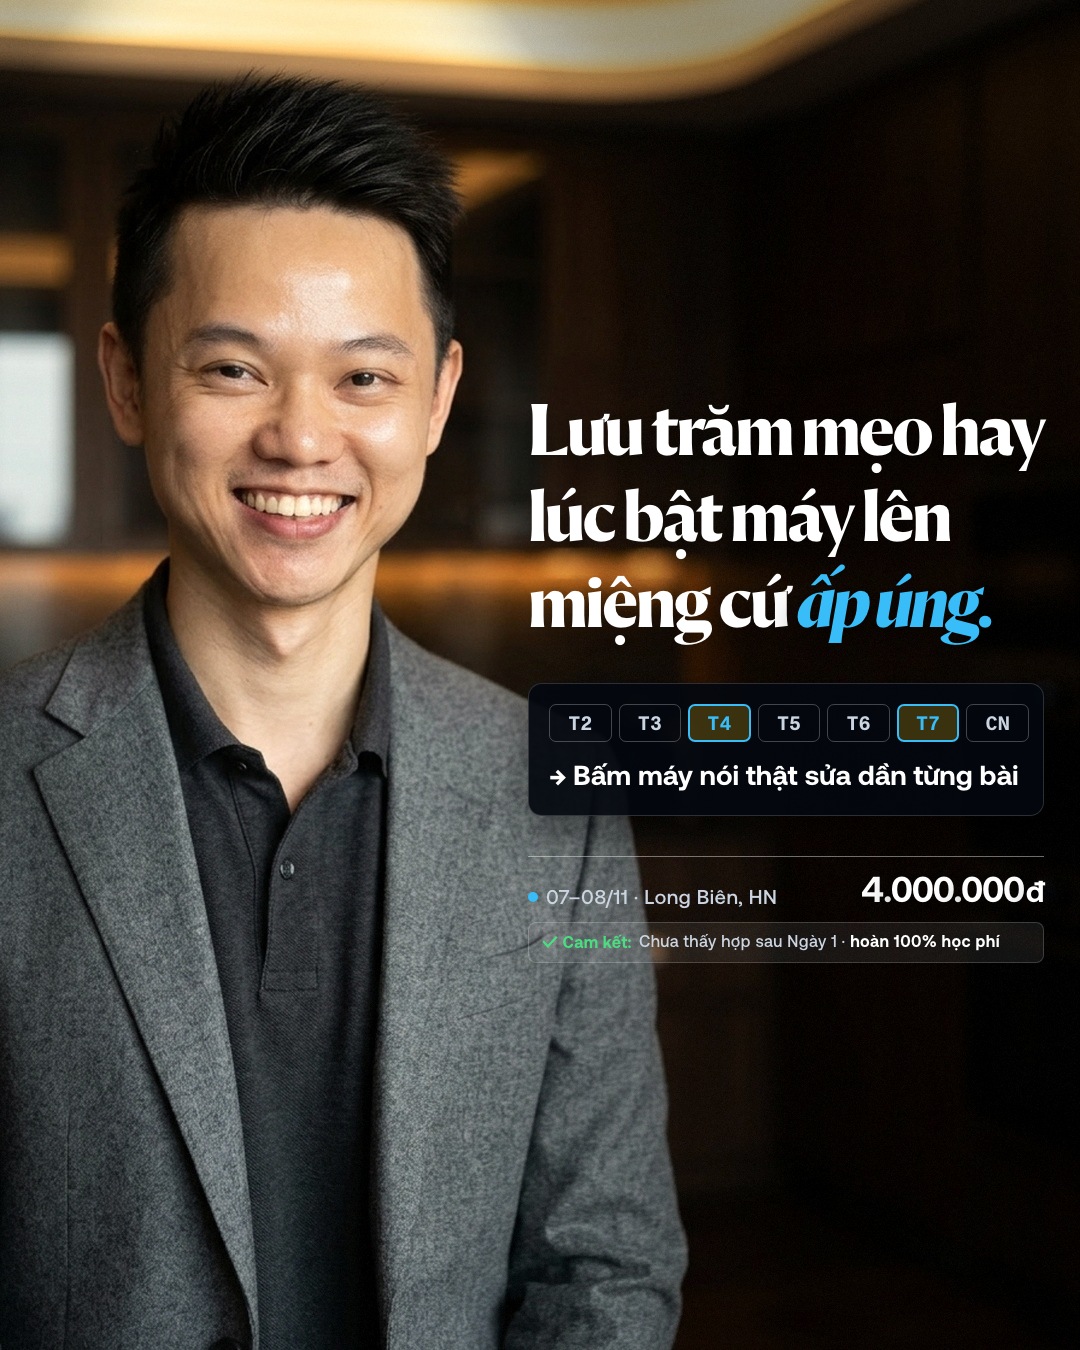 Lưu trăm mẹo hay
lúc bật máy lên
miệng cứ ấp úng.
T2 T3 T4 T5 T6 T7 CN
→ Bấm máy nói thật sửa dần từng bài
07–08/11 · Long Biên, HN
4.000.000đ
✓ Cam kết: Chưa thấy hợp sau Ngày 1 · hoàn 100% học phí